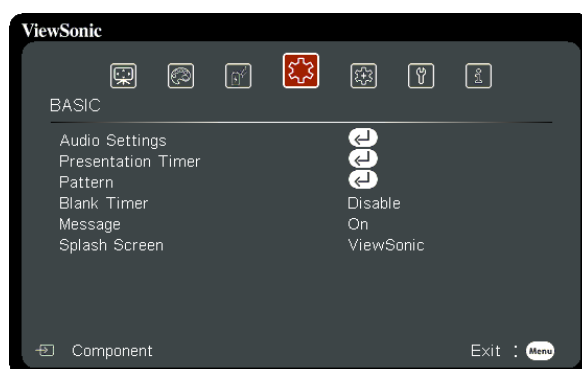 ViewSonic
BASIC
Audio Settings
Presentation Timer
Pattern
Blank Timer Disable
Message On
Splash Screen ViewSonic
Component Exit : Menu